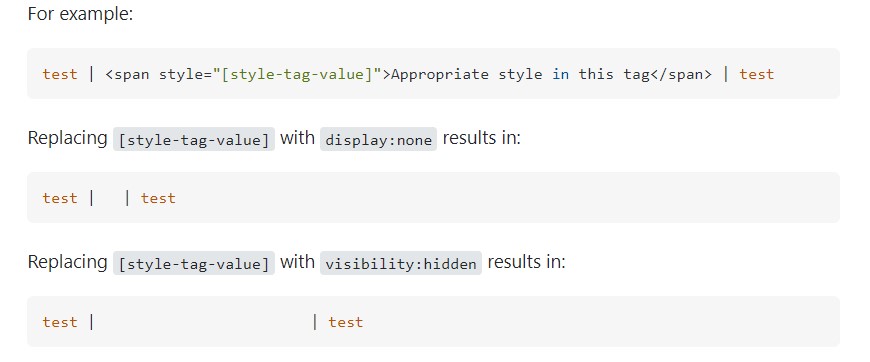 For example:
test | <span style="[style-tag-value]">Appropriate style in this tag</span> | test
Replacing [style-tag-value] with display:none results in:
test |   | test
Replacing [style-tag-value] with visibility:hidden results in:
test |                         | test